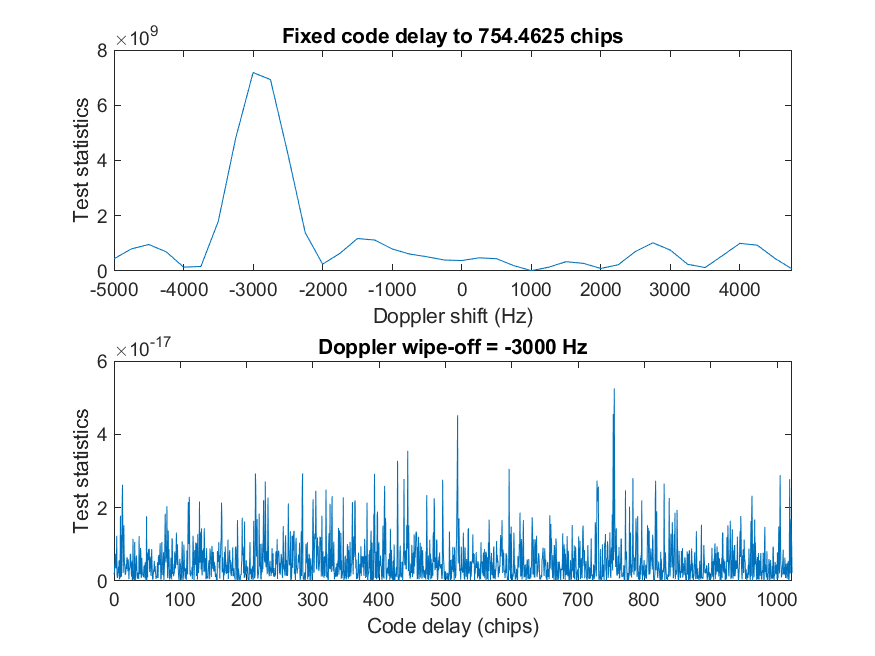 ×10^9
Fixed code delay to 754.4625 chips
8
6
4
2
0
Test statistics
-5000 -4000 -3000 -2000 -1000 0 1000 2000 3000 4000
Doppler shift (Hz)
×10^-17
Doppler wipe-off = -3000 Hz
6
4
2
0
Test statistics
0 100 200 300 400 500 600 700 800 900 1000
Code delay (chips)